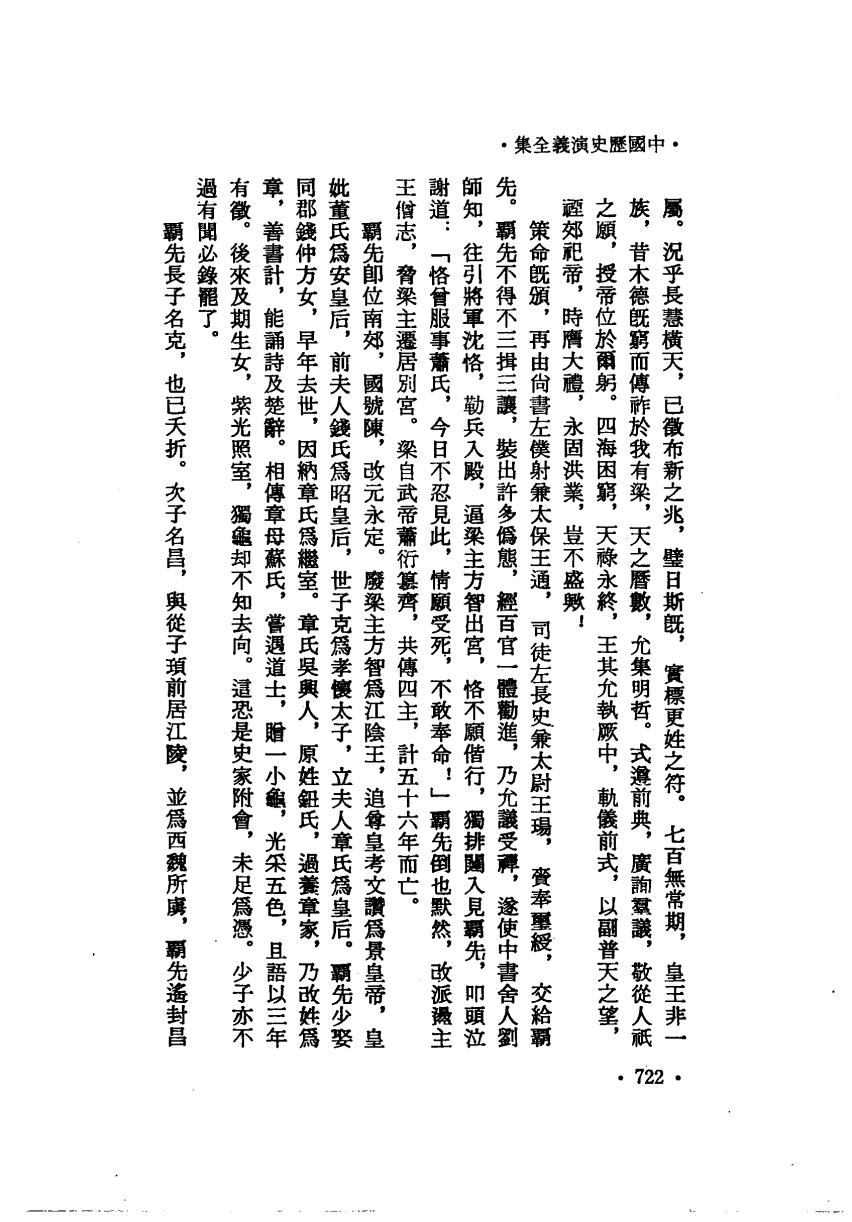 ·中國歷史演義全集·
屬。況乎長慧橫天，已徵布新之兆，璧日斯旣，實標更姓之符。七百無常期，皇王非一
族，昔木德旣窮而傳祚於我有梁，天之曆數，允集明哲。式遵前典，廣詢羣議，敬從人祇
之願，授帝位於爾躬。四海困窮，天祿永終，王其允執厥中，軌儀前式，以副普天之望，
禋郊祀帝，時膺大禮，永固洪業，豈不盛歟！
策命旣頒，再由尙書左僕射兼太保王通，司徒左長史兼太尉王瑒，賫奉璽綬，交給覇
先。覇先不得不三揖三讓，裝出許多僞態，經百官一體勸進，乃允議受禪，遂使中書舍人劉
師知，往引將軍沈恪，勒兵入殿，逼梁主方智出宮，恪不願偕行，獨排闥入見覇先，叩頭泣
謝道：「恪曾服事蕭氏，今日不忍見此，情願受死，不敢奉命！」覇先倒也默然，改派盪主
王僧志，脅梁主遷居別宮。梁自武帝蕭衍簒齊，共傳四主，計五十六年而亡。
覇先卽位南郊，國號陳，改元永定。廢梁主方智爲江陰王，追尊皇考文讚爲景皇帝，皇
妣董氏爲安皇后，前夫人錢氏爲昭皇后，世子克爲孝懷太子，立夫人章氏爲皇后。覇先少娶
同郡錢仲方女，早年去世，因納章氏爲繼室。章氏吳興人，原姓鈕氏，過養章家，乃改姓爲
章，善書計，能誦詩及楚辭。相傳章母蘇氏，嘗遇道士，贈一小龜，光采五色，且語以三年
有徵。後來及期生女，紫光照室，獨龜却不知去向。這恐是史家附會，未足爲憑。少子亦不
過有聞必錄罷了。
覇先長子名克，也已夭折。次子名昌，與從子頊前居江陵，並爲西魏所虜，覇先遙封昌
·722·